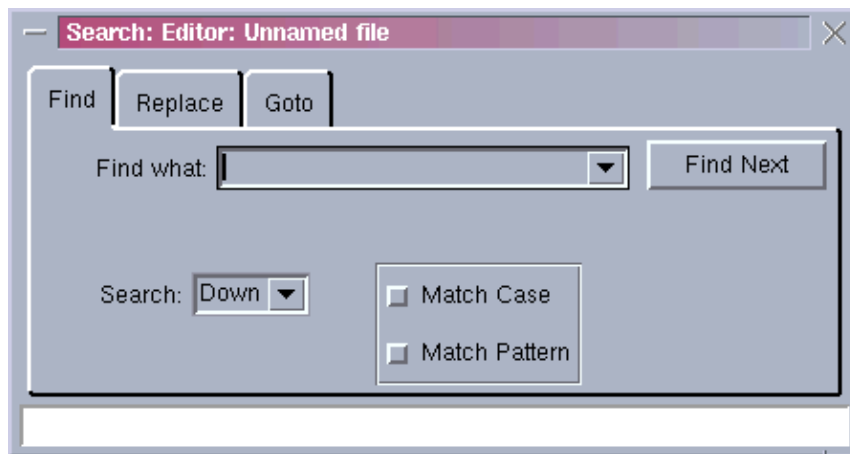 Search: Editor: Unnamed file
Find Replace Goto
Find what: Find Next
Search: Down Match Case
Match Pattern